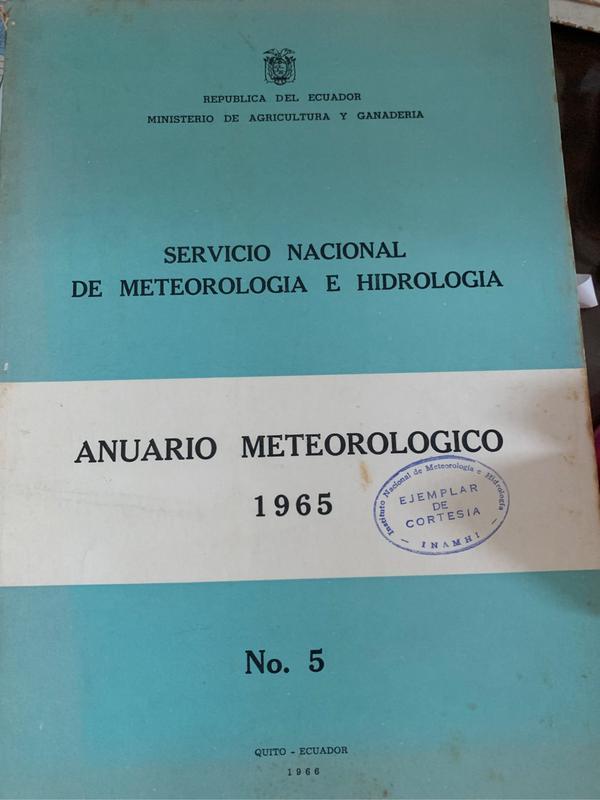 REPUBLICA DEL ECUADOR
MINISTERIO DE AGRICULTURA Y GANADERIA
SERVICIO NACIONAL
DE METEOROLOGIA E HIDROLOGIA
ANUARIO METEOROLOGICO
1965
Instituto Nacional de Meteorología e Hidrología
EJEMPLAR
DE
CORTESIA
- INAMHI -
No. 5
QUITO - ECUADOR
1966